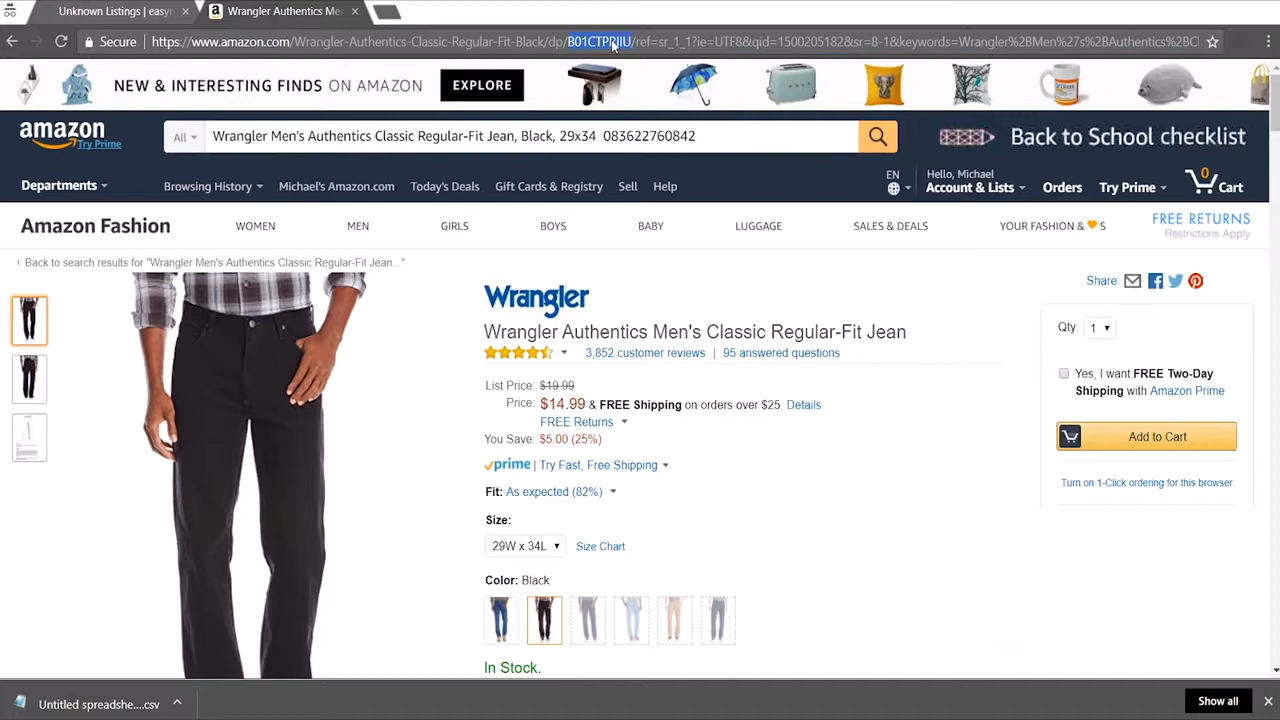 Unknown Listings | easyn
Wrangler Authentics Me
Secure | https://www.amazon.com/Wrangler-Authentics-Classic-Regular-Fit-Black/dp/B01CTPRJIU/ref=sr_1_1?ie=UTF8&qid=1500205182&sr=8-1&keywords=Wrangler%2BMen%27s%2BAuthentics%2BCl
NEW & INTERESTING FINDS ON AMAZON EXPLORE
amazon
Try Prime
All
Wrangler Men's Authentics Classic Regular-Fit Jean, Black, 29x34 083622760842
Back to School checklist
Departments
Browsing History Michael's Amazon.com Today's Deals Gift Cards & Registry Sell Help
EN
Hello, Michael
Account & Lists Orders Try Prime 0 Cart
Amazon Fashion WOMEN MEN GIRLS BOYS BABY LUGGAGE SALES & DEALS YOUR FASHION & 🧡 S
FREE RETURNS
Restrictions Apply
‹ Back to search results for "Wrangler Men's Authentics Classic Regular-Fit Jean..."
Share
Wrangler
Wrangler Authentics Men's Classic Regular-Fit Jean
3,852 customer reviews | 95 answered questions
List Price: $19.99
Price: $14.99 & FREE Shipping on orders over $25. Details
FREE Returns
You Save: $5.00 (25%)
prime | Try Fast, Free Shipping
Fit: As expected (82%)
Size:
29W x 34L Size Chart
Color: Black
In Stock.
Qty: 1
Yes, I want FREE Two-Day
Shipping with Amazon Prime
Add to Cart
Turn on 1-Click ordering for this browser
Untitled spreadshe....csv
Show all